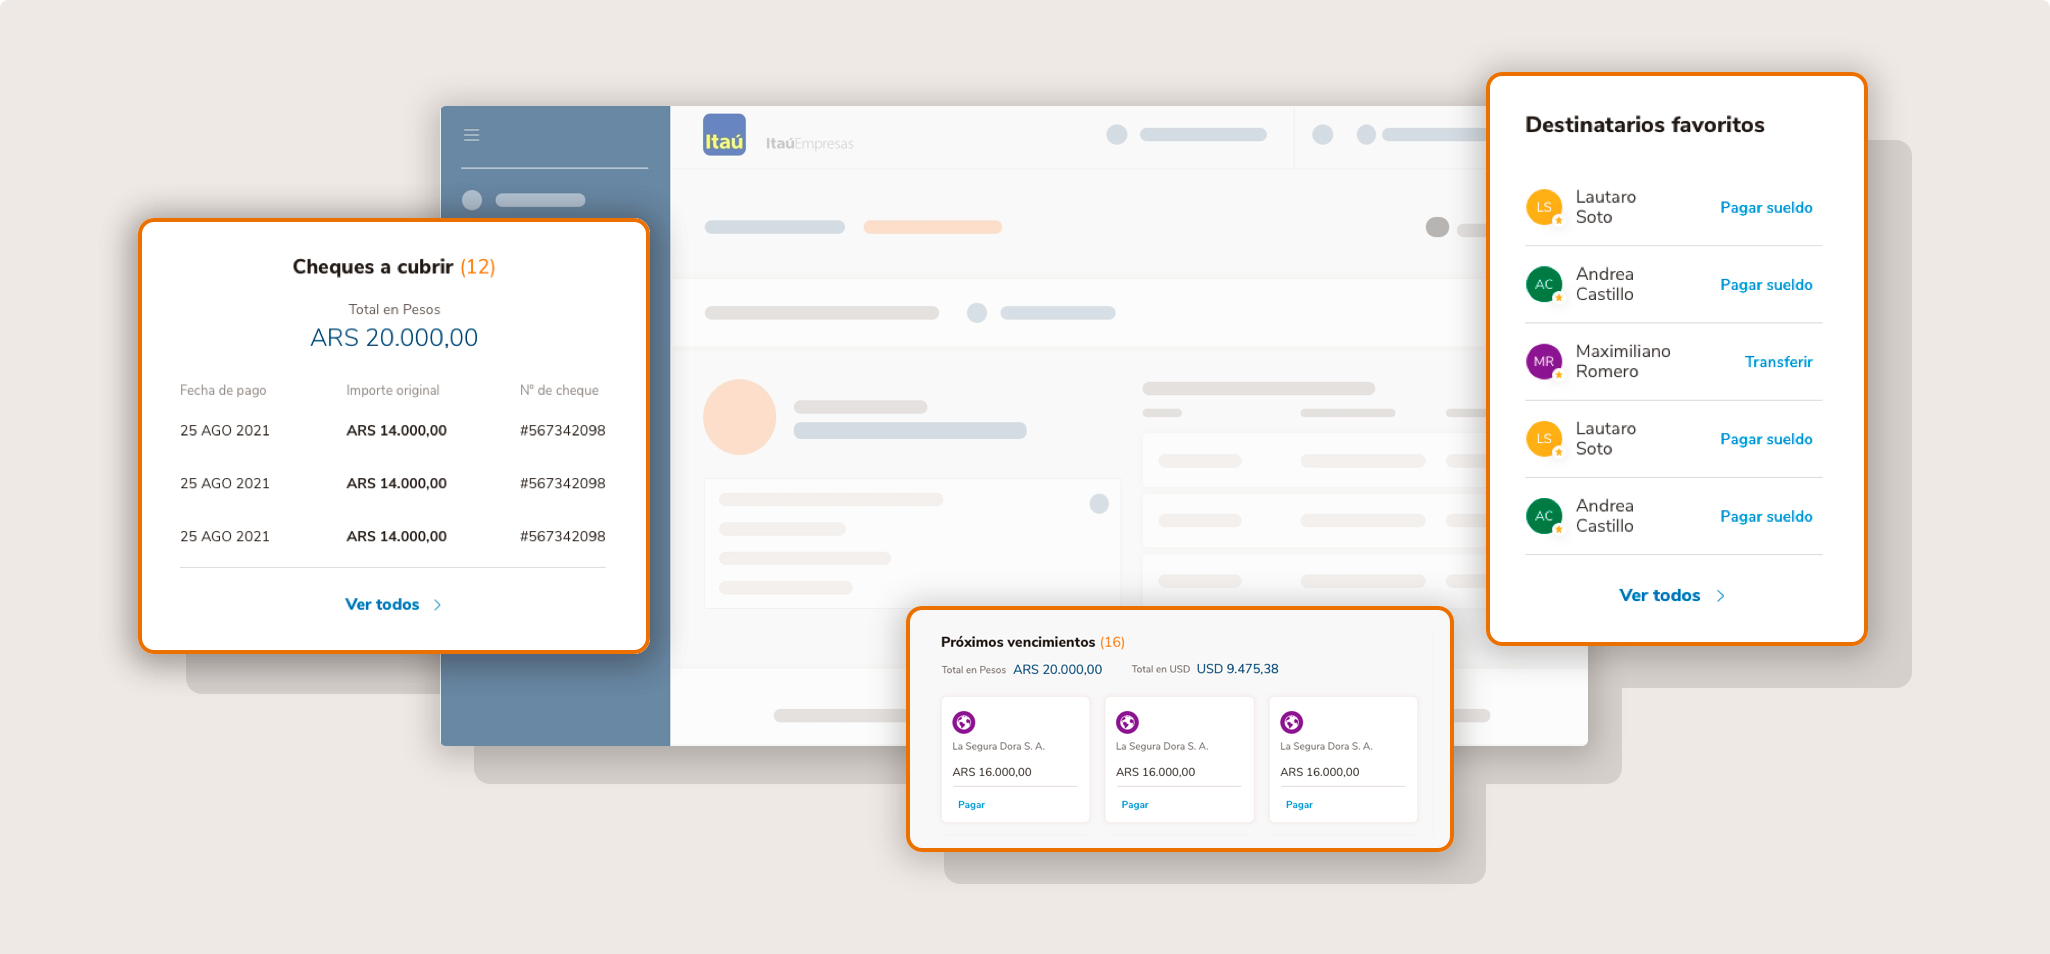 Itaú
ItaúEmpresas
Cheques a cubrir (12)
Total en Pesos
ARS 20.000,00
Fecha de pago Importe original N° de cheque
25 AGO 2021 ARS 14.000,00 #567342098
25 AGO 2021 ARS 14.000,00 #567342098
25 AGO 2021 ARS 14.000,00 #567342098
Ver todos
Próximos vencimientos (16)
Total en Pesos ARS 20.000,00 Total en USD USD 9.475,38
La Segura Dora S. A. La Segura Dora S. A. La Segura Dora S. A.
ARS 16.000,00 ARS 16.000,00 ARS 16.000,00
Pagar Pagar Pagar
Destinatarios favoritos
LS Lautaro
Soto Pagar sueldo
AC Andrea
Castillo Pagar sueldo
MR Maximiliano
Romero Transferir
LS Lautaro
Soto Pagar sueldo
AC Andrea
Castillo Pagar sueldo
Ver todos